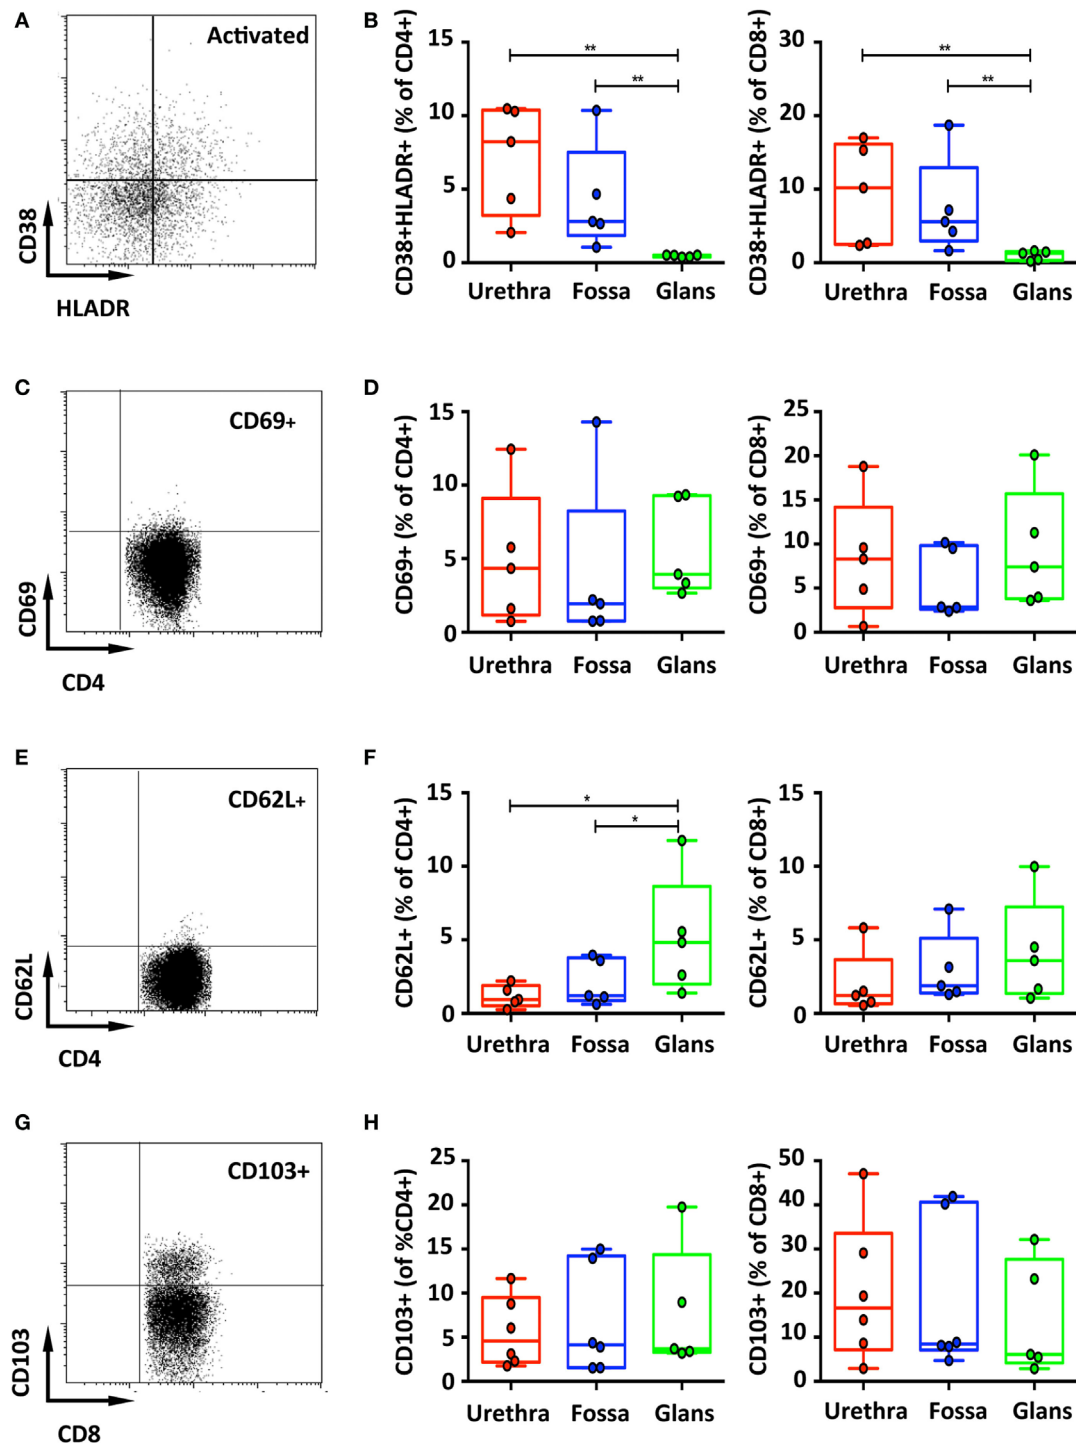 A
Activated
CD38
HLADR
B
CD38+HLADR+ (% of CD4+)
15
10
5
0
**
**
Urethra Fossa Glans
CD38+HLADR+ (% of CD8+)
30
20
10
0
**
**
Urethra Fossa Glans
C
CD69+
CD69
CD4
D
CD69+ (% of CD4+)
15
10
5
0
Urethra Fossa Glans
CD69+ (% of CD8+)
25
20
15
10
5
0
Urethra Fossa Glans
E
CD62L+
CD62L
CD4
F
CD62L+ (% of CD4+)
15
10
5
0
*
*
Urethra Fossa Glans
CD62L+ (% of CD8+)
15
10
5
0
Urethra Fossa Glans
G
CD103+
CD103
CD8
H
CD103+ (of %CD4+)
25
20
15
10
5
0
Urethra Fossa Glans
CD103+ (% of CD8+)
50
40
30
20
10
0
Urethra Fossa Glans